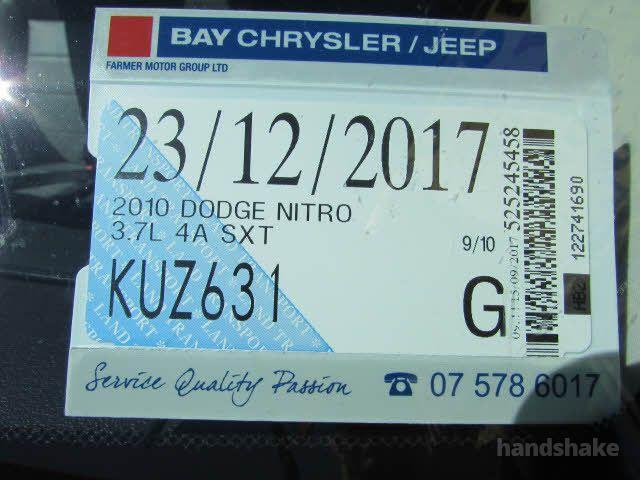 BAY CHRYSLER / JEEP
FARMER MOTOR GROUP LTD
23/12/2017
2010 DODGE NITRO
3.7L 4A SXT
9/10
KUZ631
G
525245458
122741690
Service Quality Passion
☎ 07 578 6017
handshake